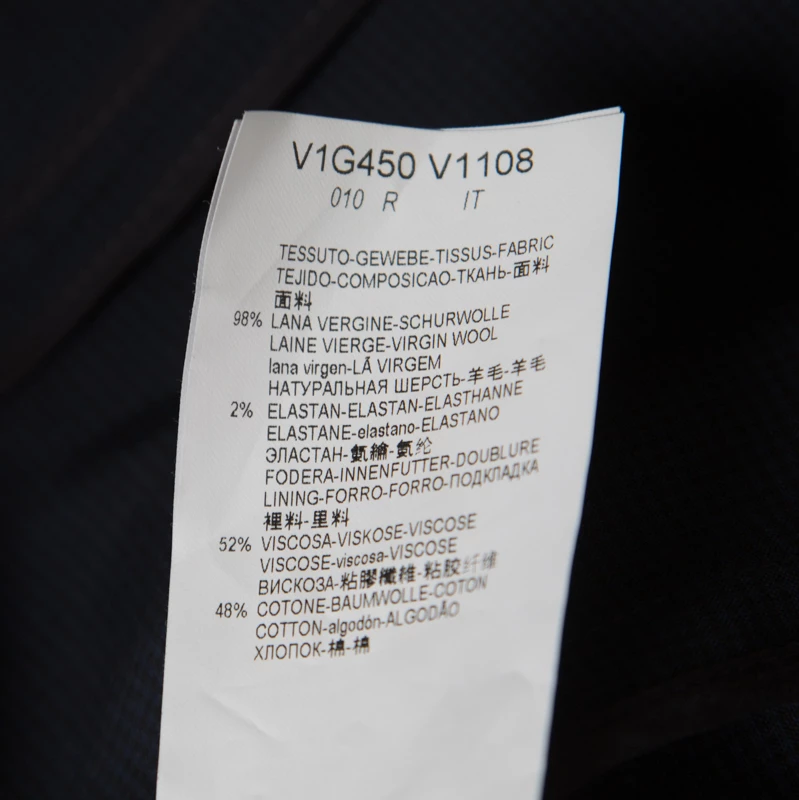 V1G450 V1108
010 R IT
TESSUTO-GEWEBE-TISSUS-FABRIC
TEJIDO-COMPOSICAO-ТКАНЬ-面料
面料
98% LANA VERGINE-SCHURWOLLE
LAINE VIERGE-VIRGIN WOOL
lana virgen-LÃ VIRGEM
НАТУРАЛЬНАЯ ШЕРСТЬ-羊毛-羊毛
2% ELASTAN-ELASTAN-ELASTHANNE
ELASTANE-elastano-ELASTANO
ЭЛАСТАН-氨綸-氨纶
FODERA-INNENFUTTER-DOUBLURE
LINING-FORRO-FORRO-ПОДКЛАДКА
裡料-里料
52% VISCOSA-VISKOSE-VISCOSE
VISCOSE-viscosa-VISCOSE
ВИСКОЗА-粘膠纖維-粘胶纤维
48% COTONE-BAUMWOLLE-COTON
COTTON-algodón-ALGODÃO
ХЛОПОК-棉-棉